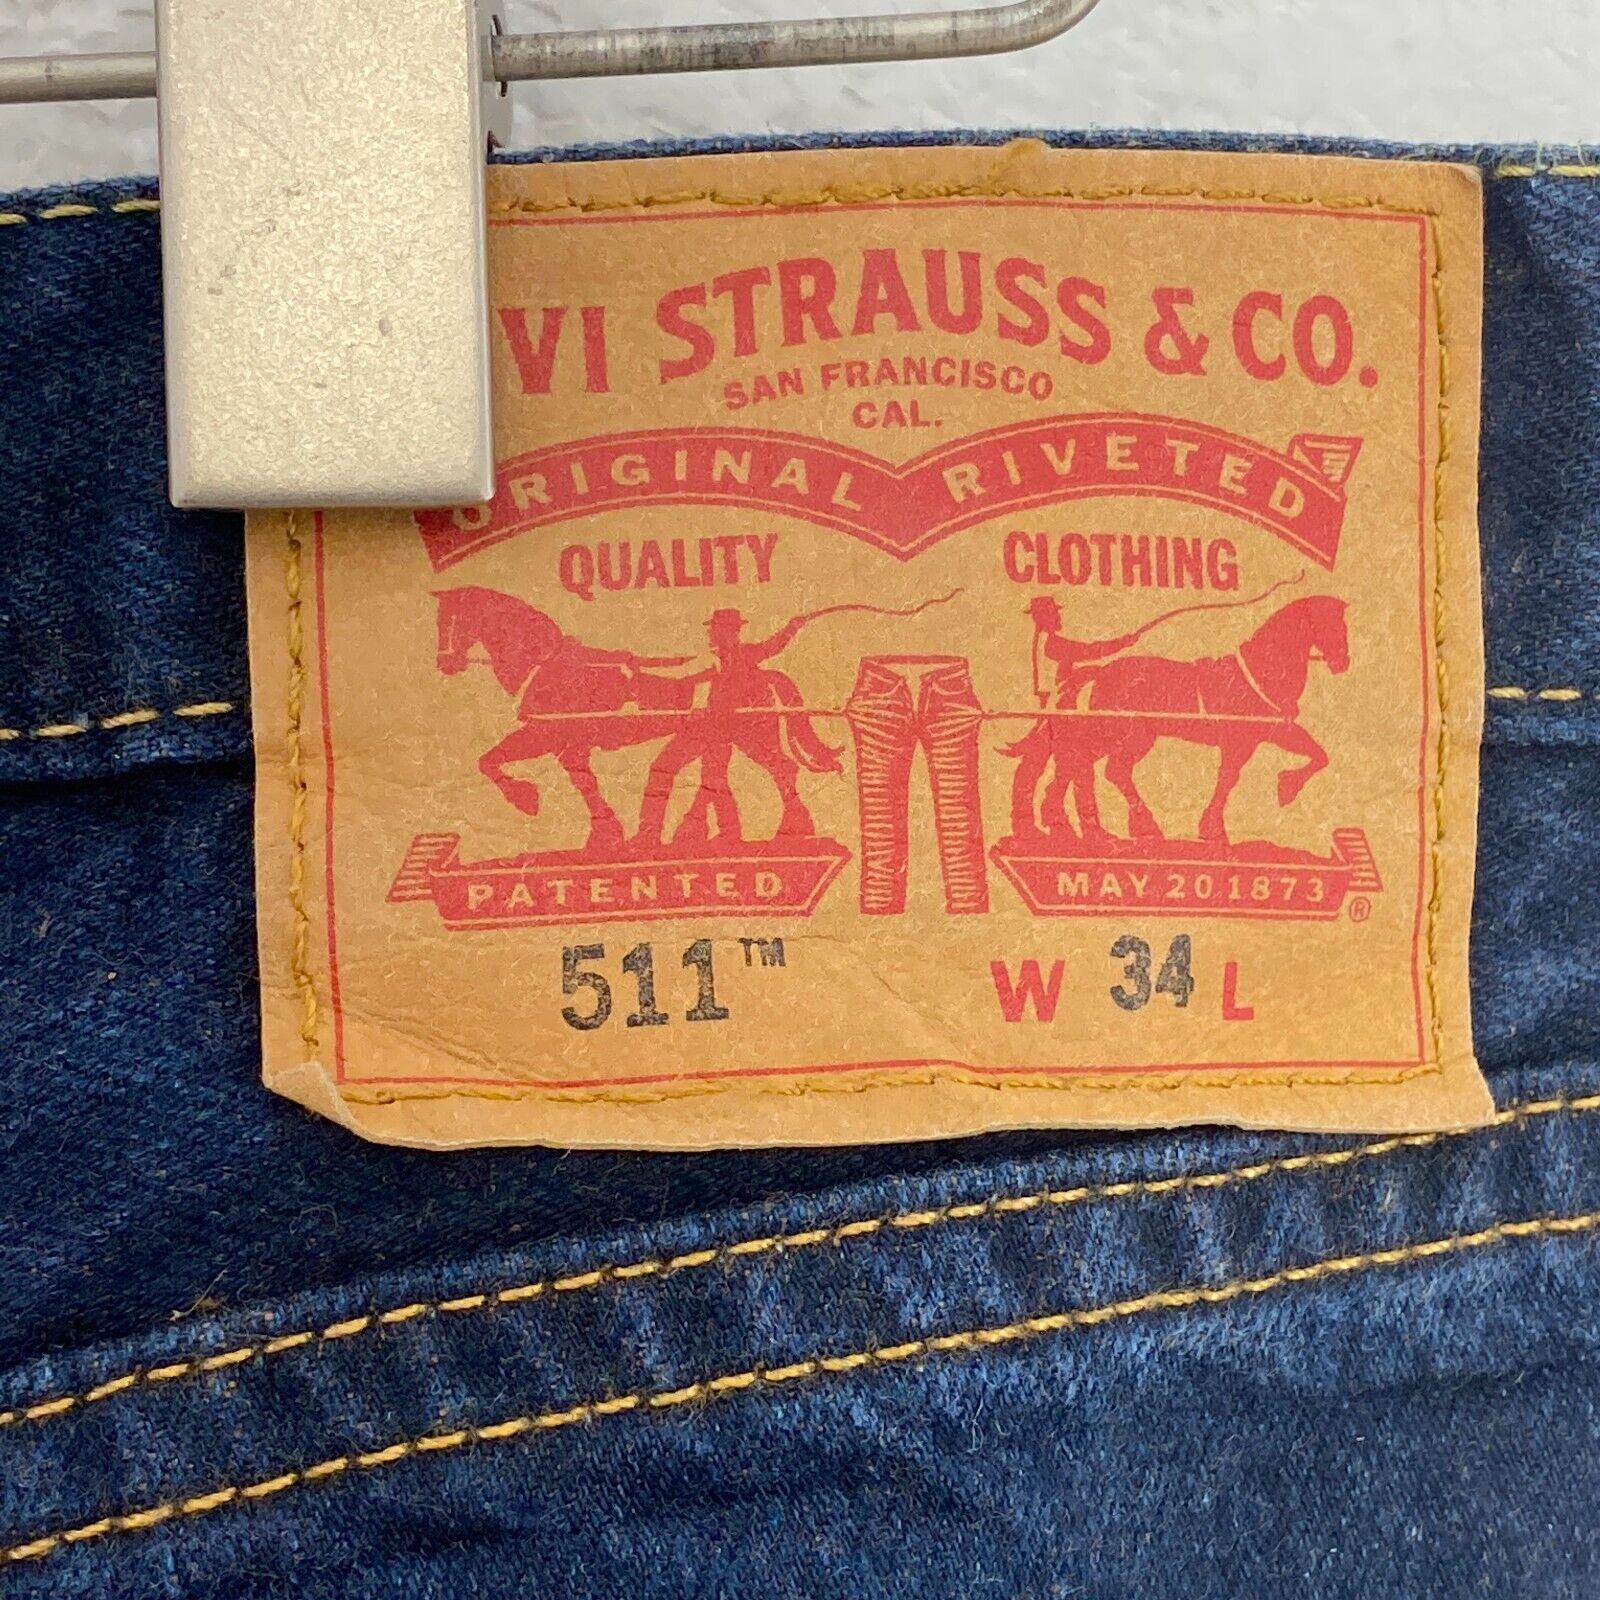 VI STRAUSS & CO.
SAN FRANCISCO
CAL.
ORIGINAL RIVETED
QUALITY CLOTHING
PATENTED MAY 20 1873 ®
511™ W 34 L